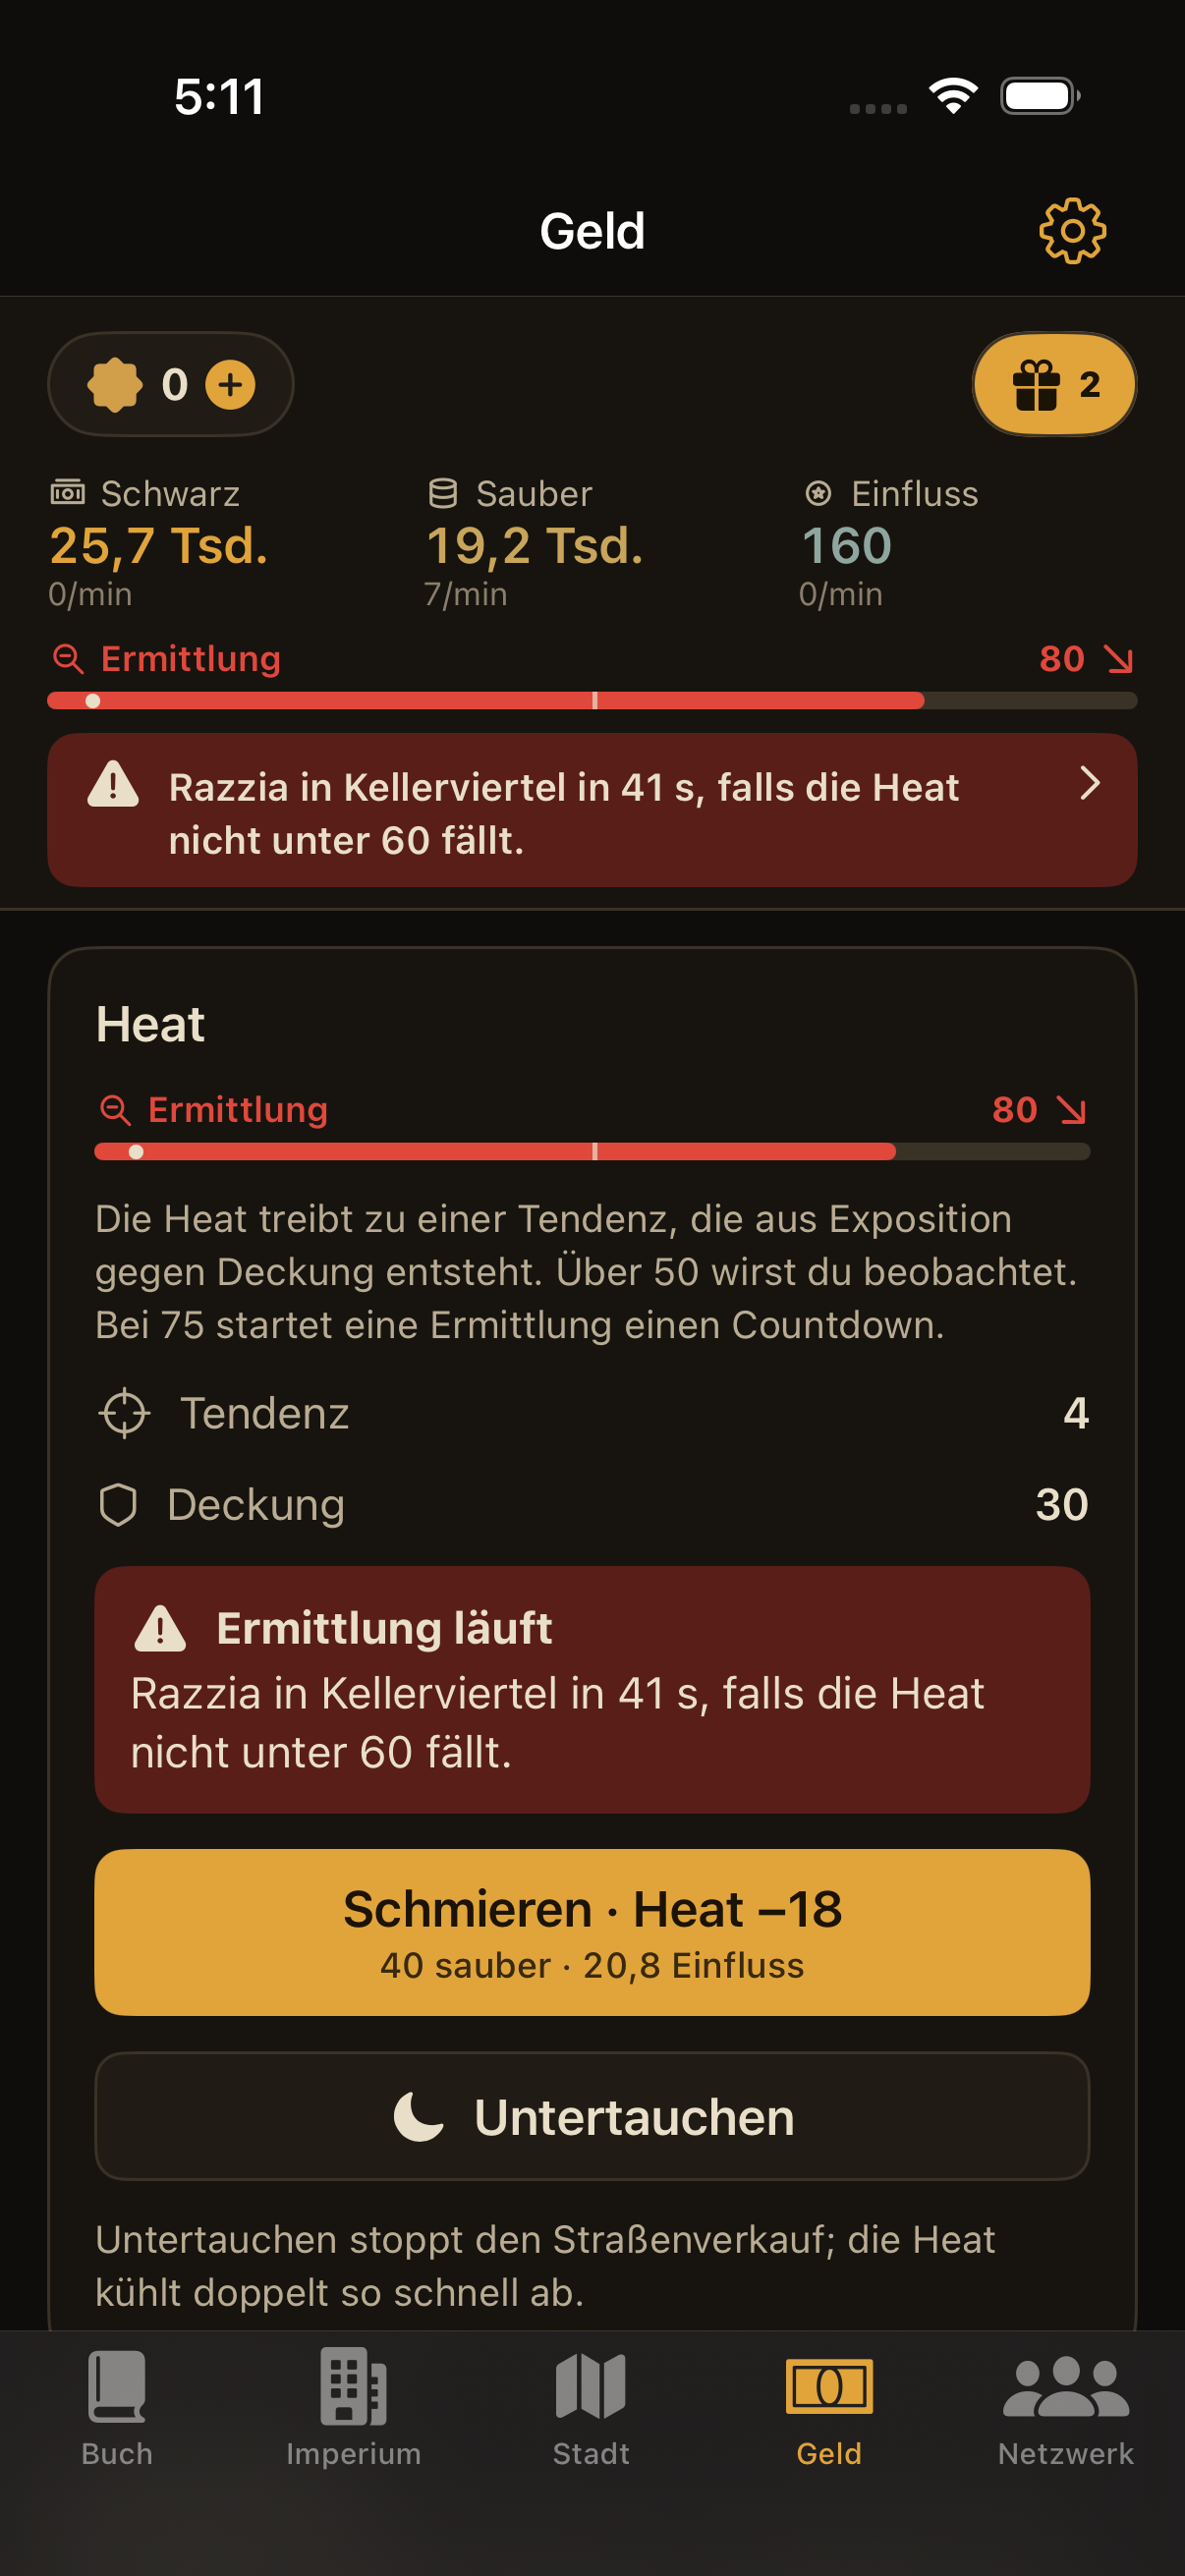 5:11
Geld
0
2
Schwarz
Sauber
Einfluss
25,7 Tsd.
19,2 Tsd.
160
0/min
7/min
0/min
Ermittlung
80
Razzia in Kellerviertel in 41 s, falls die Heat
nicht unter 60 fällt.
Heat
Ermittlung
80
Die Heat treibt zu einer Tendenz, die aus Exposition
gegen Deckung entsteht. Über 50 wirst du beobachtet.
Bei 75 startet eine Ermittlung einen Countdown.
Tendenz
4
Deckung
30
Ermittlung läuft
Razzia in Kellerviertel in 41 s, falls die Heat
nicht unter 60 fällt.
Schmieren · Heat –18
40 sauber · 20,8 Einfluss
Untertauchen
Untertauchen stoppt den Straßenverkauf; die Heat
kühlt doppelt so schnell ab.
Buch
Imperium
Stadt
Geld
Netzwerk